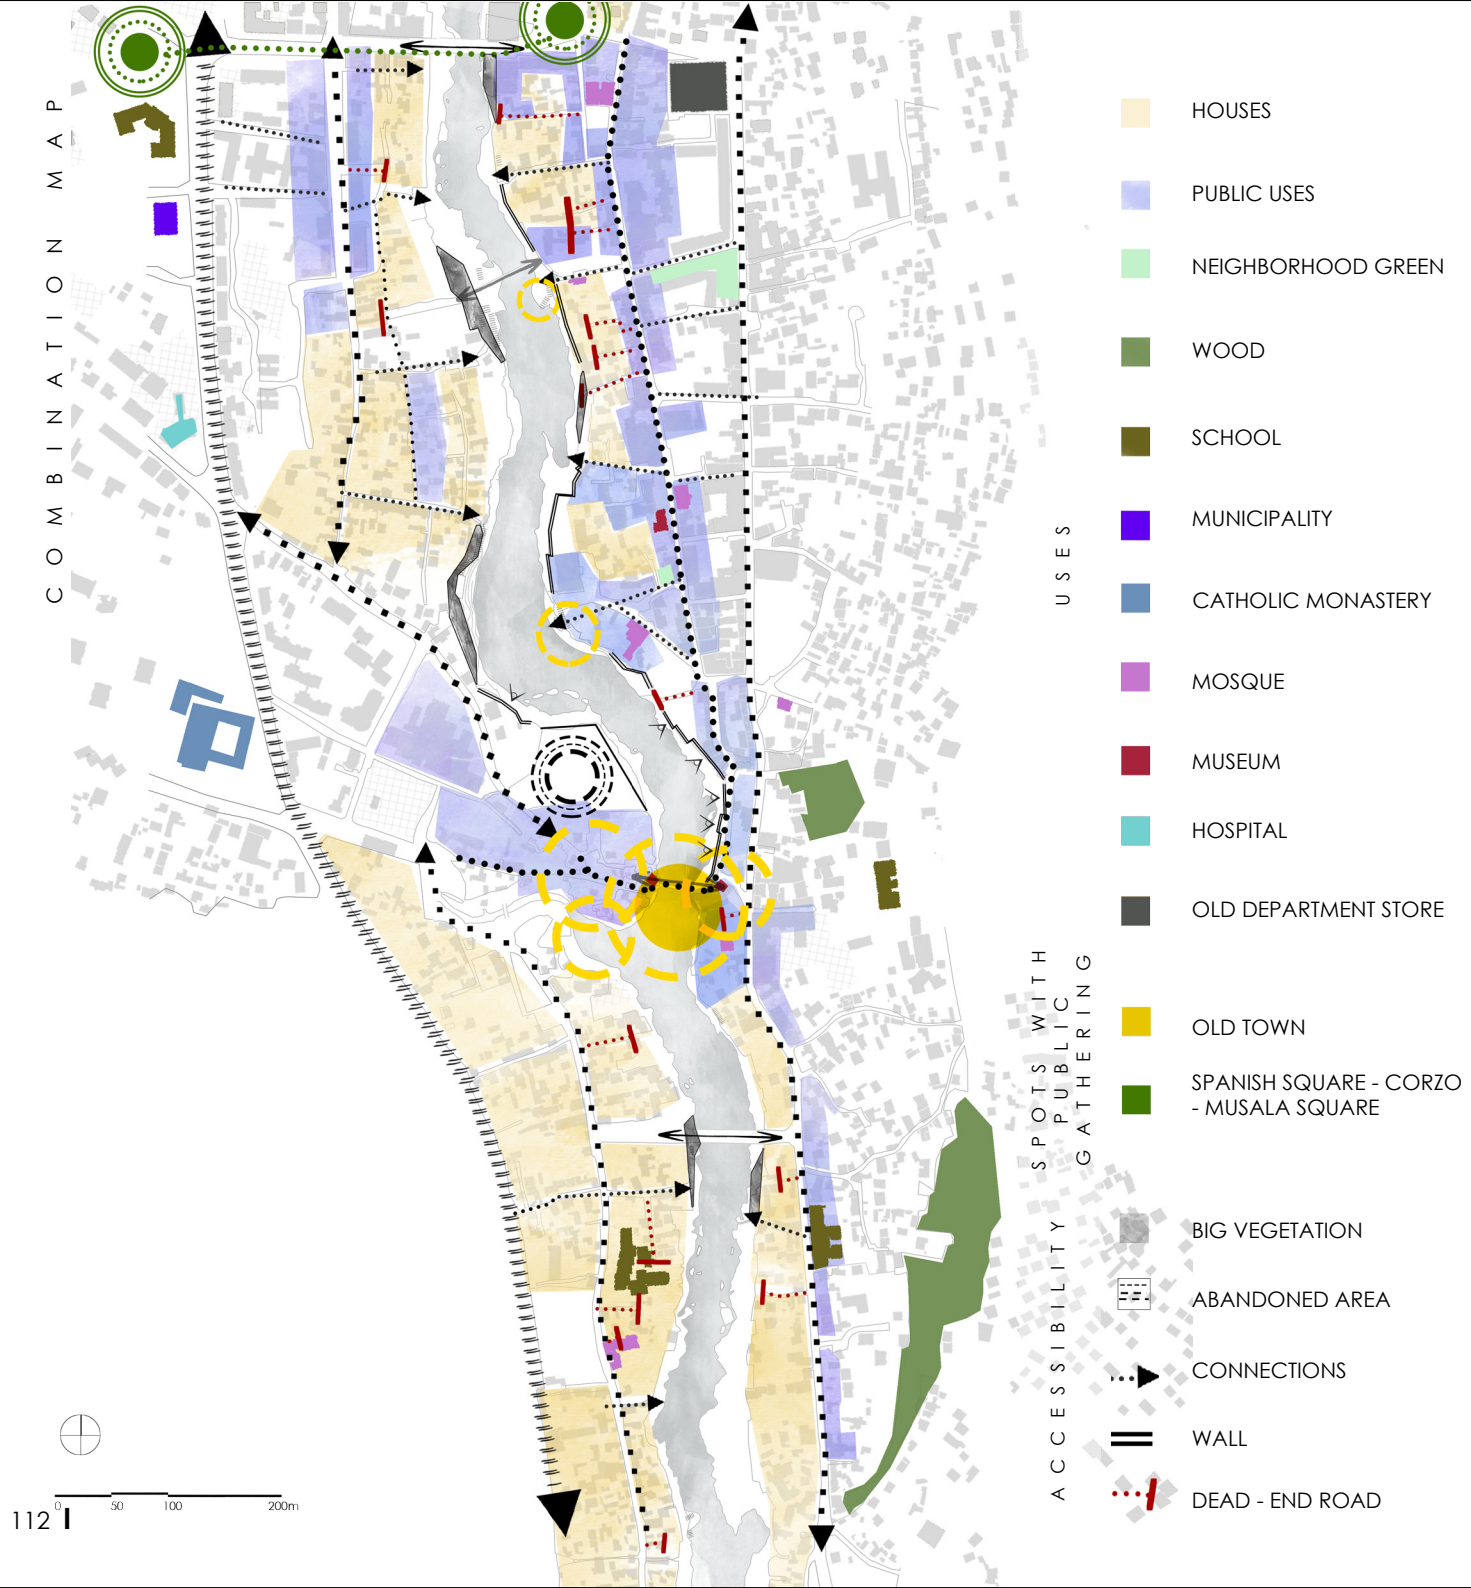 COMBINATION MAP
USES
HOUSES
PUBLIC USES
NEIGHBORHOOD GREEN
WOOD
SCHOOL
MUNICIPALITY
CATHOLIC MONASTERY
MOSQUE
MUSEUM
HOSPITAL
OLD DEPARTMENT STORE
SPOTS WITH
PUBLIC
GATHERING
OLD TOWN
SPANISH SQUARE - CORZO
- MUSALA SQUARE
ACCESSIBILITY
BIG VEGETATION
ABANDONED AREA
CONNECTIONS
WALL
DEAD - END ROAD
0 50 100 200m
112